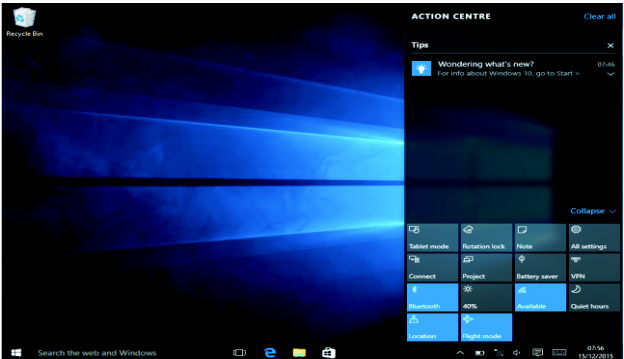 ACTION CENTRE
Clear all
Recycle Bin
Tips
Wondering what's new?
07:46
For info about Windows 10, go to Start >
Collapse
Tablet mode
Rotation lock
Note
All settings
Connect
Project
Battery saver
VPN
Bluetooth
40%
Available
Quiet hours
Location
Flight mode
Search the web and Windows
07:56
15/12/2015